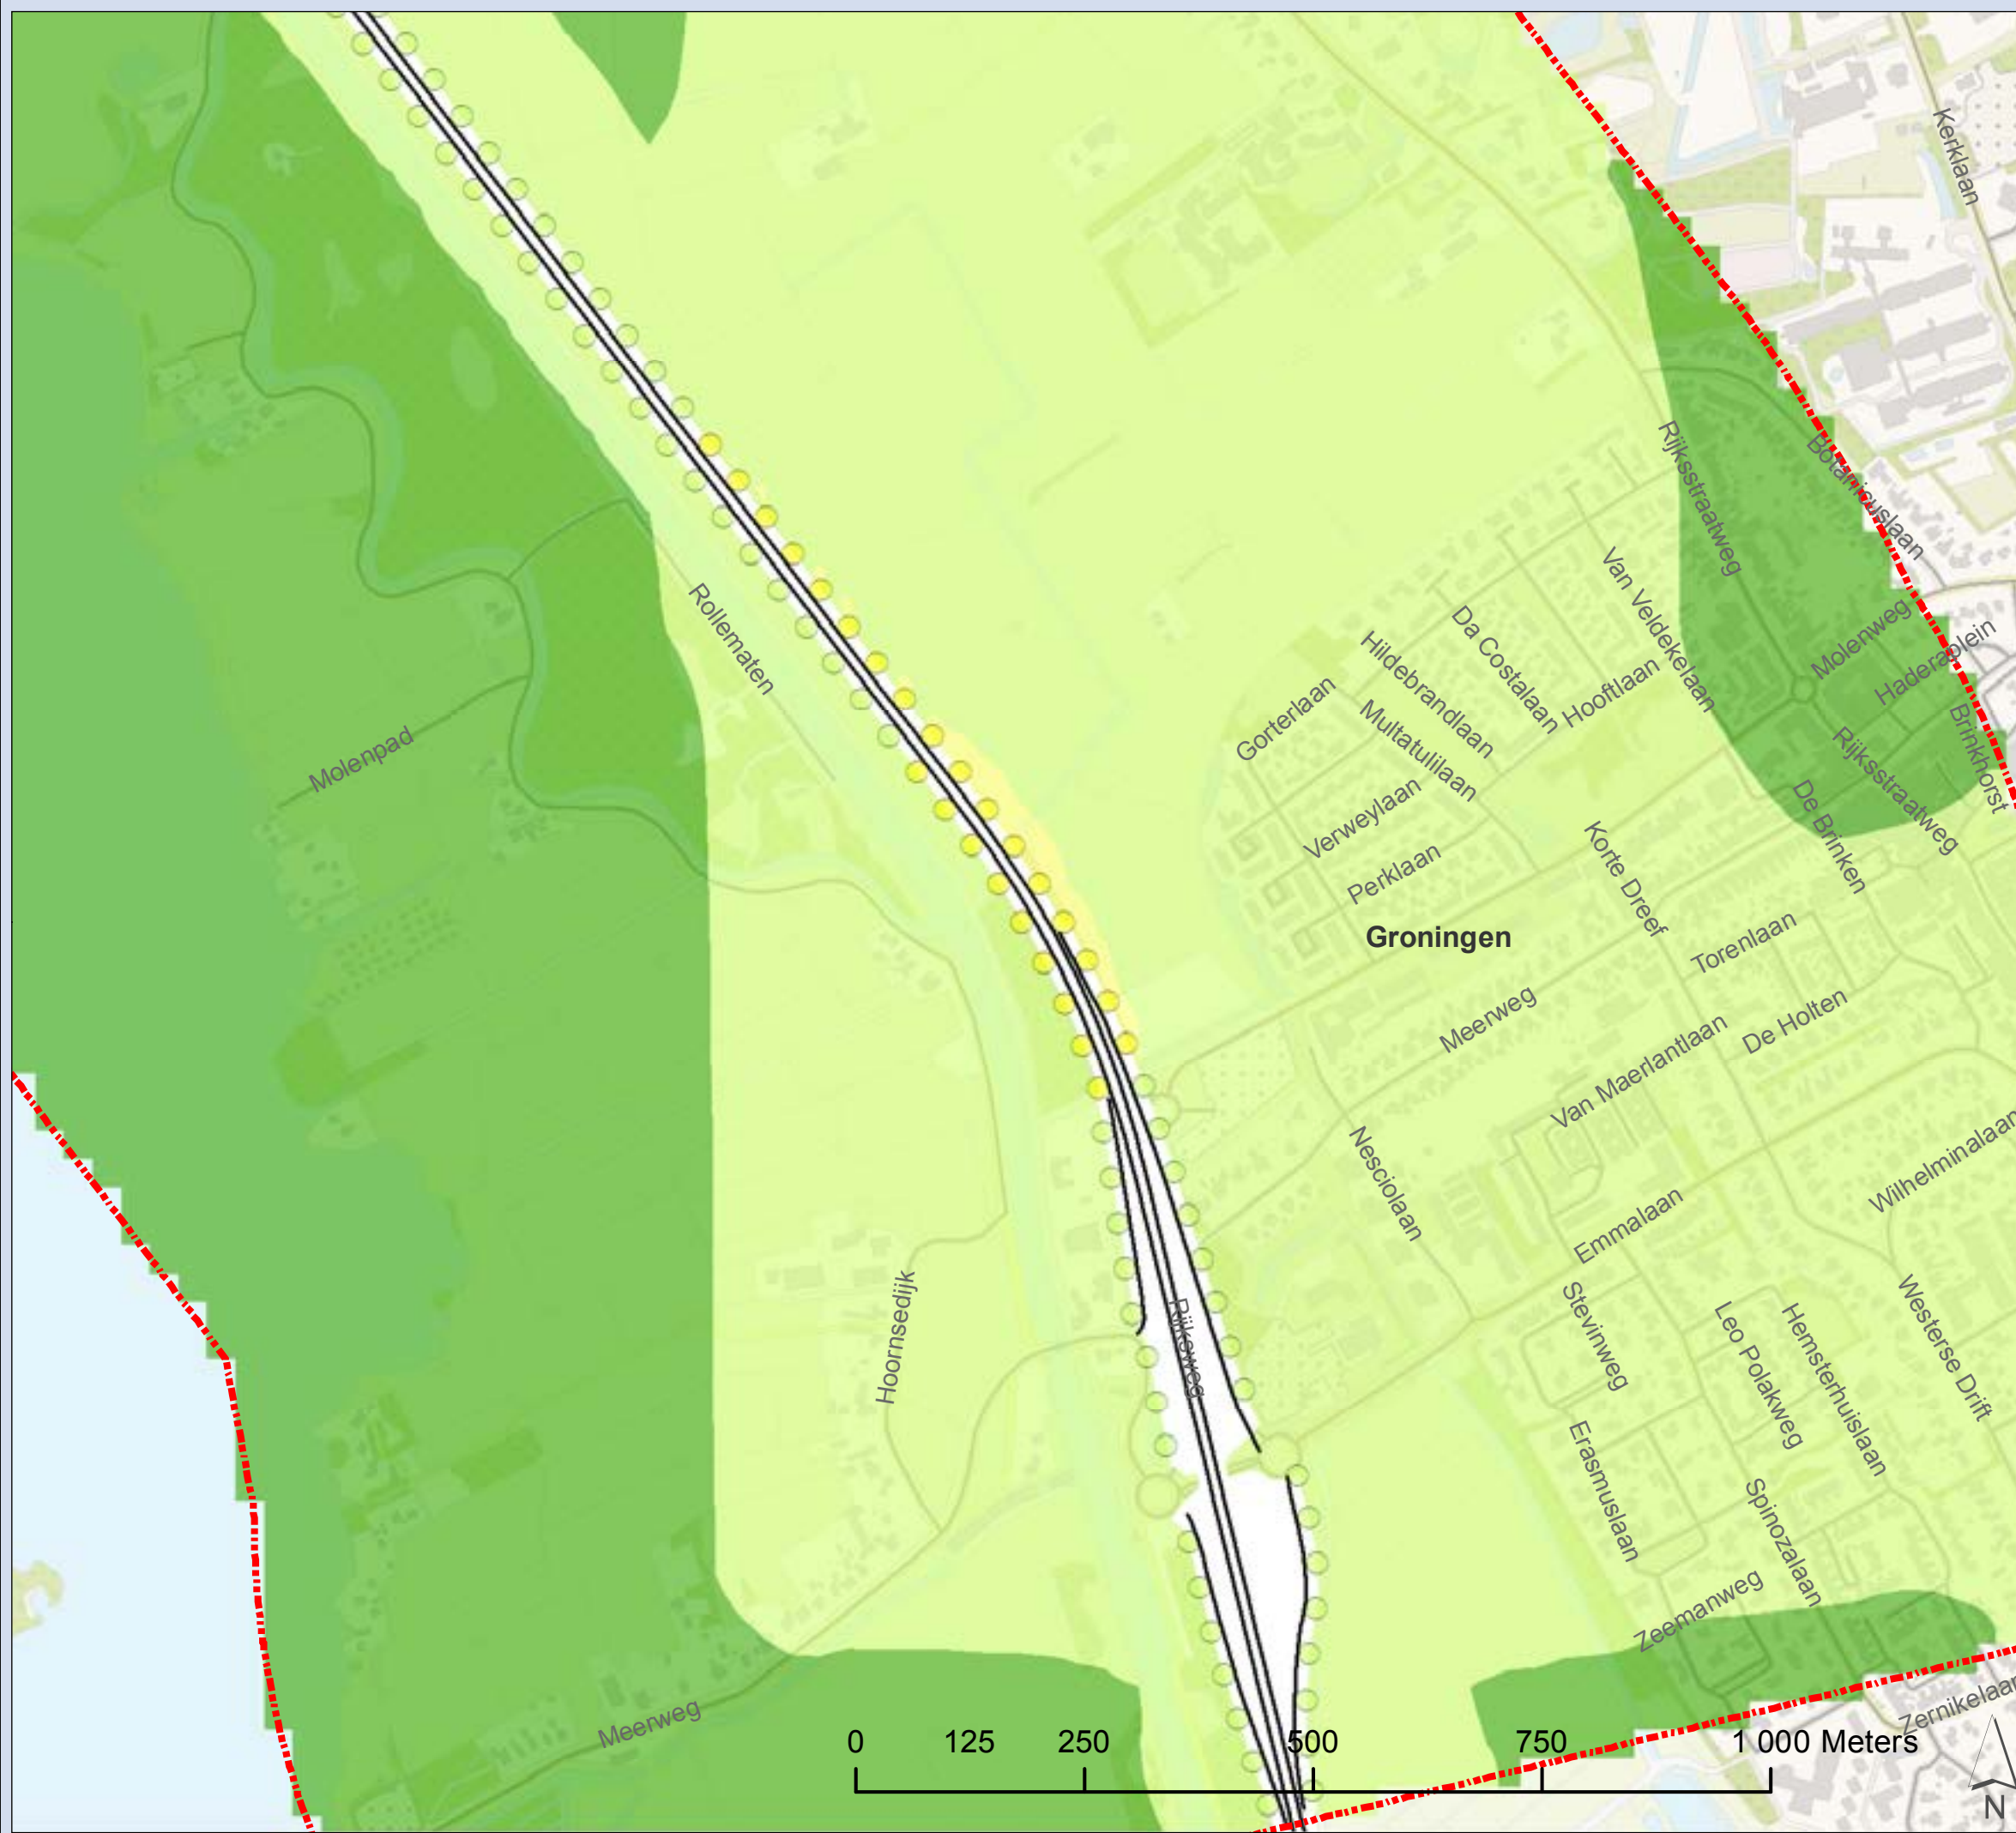 Kerklaan
Rijksstraatweg
Botanicuslaan
Van Veldekelaan
Da Costalaan
Hildebrandlaan
Hooftlaan
Molenweg
Haderaplein
Rollematen
Gorterlaan
Multatulilaan
Molenpad
Verweylaan
Perklaan
Korte Dreef
De Brinken
Rijksstraatweg
Brinkhorst
Groningen
Torenlaan
Meerweg
De Holten
Van Maerlantlaan
Nesciolaan
Wilhelminalaan
Emmalaan
Hoornsedijk
Rijksweg
Stevinweg
Leo Polakweg
Hemsterhuislaan
Westerse Drift
Erasmuslaan
Spinozalaan
Zeemanweg
Meerweg
Zernikelaan
0 125 250 500 750 1 000 Meters
N